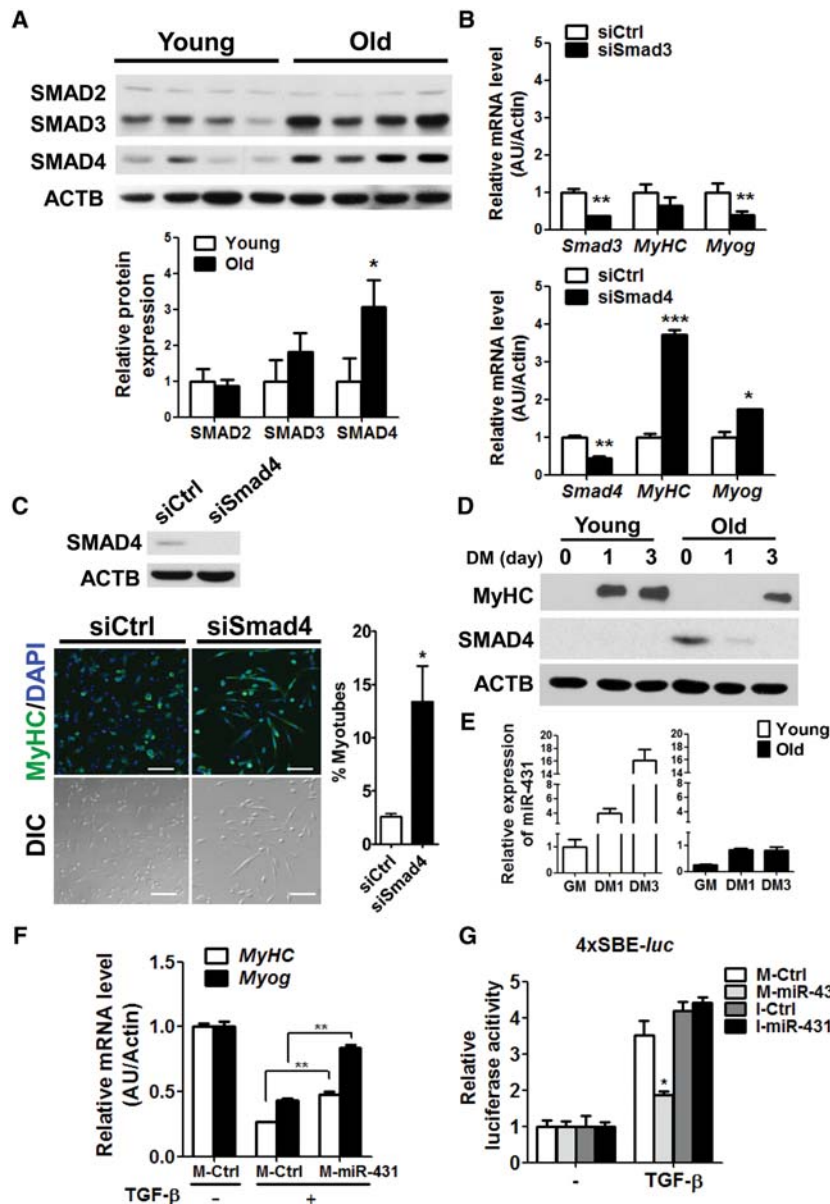 A
Young Old
SMAD2
SMAD3
SMAD4
ACTB
Relative protein
expression
5
4
3
2
1
0
Young
Old
*
SMAD2 SMAD3 SMAD4
B
siCtrl
siSmad3
Relative mRNA level
(AU/Actin)
5
4
3
2
1
0
** **
Smad3 MyHC Myog
siCtrl
siSmad4
Relative mRNA level
(AU/Actin)
5
4
3
2
1
0
** *** *
Smad4 MyHC Myog
C
siCtrl siSmad4
SMAD4
ACTB
siCtrl siSmad4
MyHC/DAPI
DIC
% Myotubes
20
15
10
5
0
*
siCtrl siSmad4
D
Young Old
DM (day) 0 1 3 0 1 3
MyHC
SMAD4
ACTB
E
Young
Old
Relative expression
of miR-431
20
18
16
14
8
4
1
0
GM DM1 DM3
20
18
16
14
8
4
1
0
GM DM1 DM3
F
MyHC
Myog
Relative mRNA level
(AU/Actin)
1.5
1.0
0.5
0.0
** **
M-Ctrl M-Ctrl M-miR-431
TGF-β – +
G
4xSBE-luc
M-Ctrl
M-miR-43
I-Ctrl
I-miR-431
Relative
luciferase acitivity
5
4
3
2
1
0
*
- TGF-β